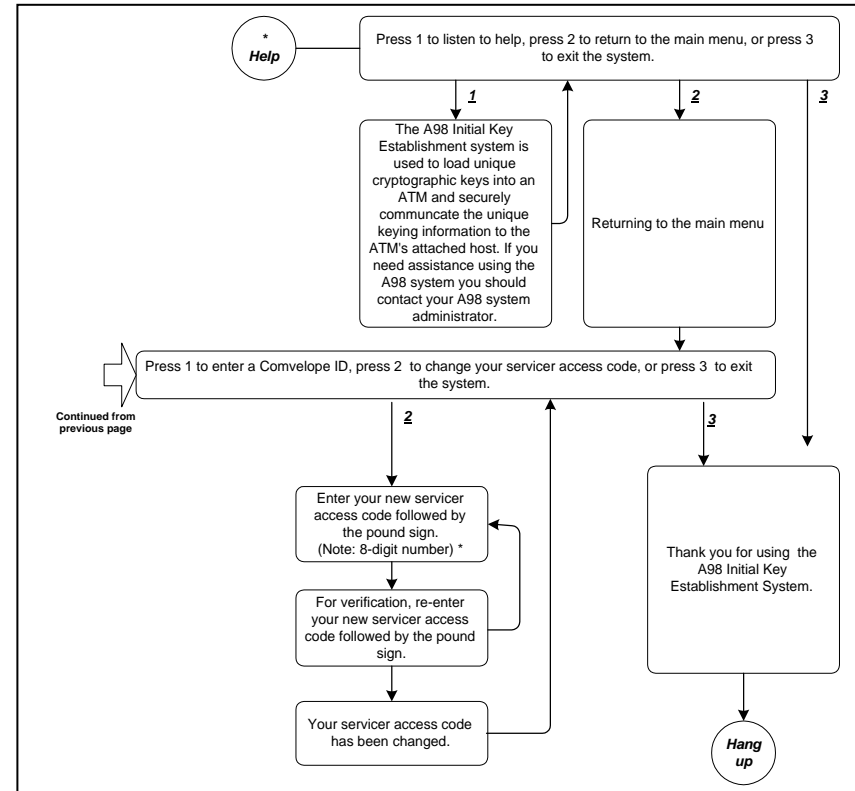 *
Help
Press 1 to listen to help, press 2 to return to the main menu, or press 3
to exit the system.
1
2
3
The A98 Initial Key
Establishment system is
used to load unique
cryptographic keys into an
ATM and securely
communcate the unique
keying information to the
ATM's attached host. If you
need assistance using the
A98 system you should
contact your A98 system
administrator.
Returning to the main menu
Press 1 to enter a Comvelope ID, press 2 to change your servicer access code, or press 3 to exit
the system.
Continued from
previous page
2
3
Enter your new servicer
access code followed by
the pound sign.
(Note: 8-digit number) *
For verification, re-enter
your new servicer access
code followed by the pound
sign.
Your servicer access code
has been changed.
Thank you for using the
A98 Initial Key
Establishment System.
Hang
up